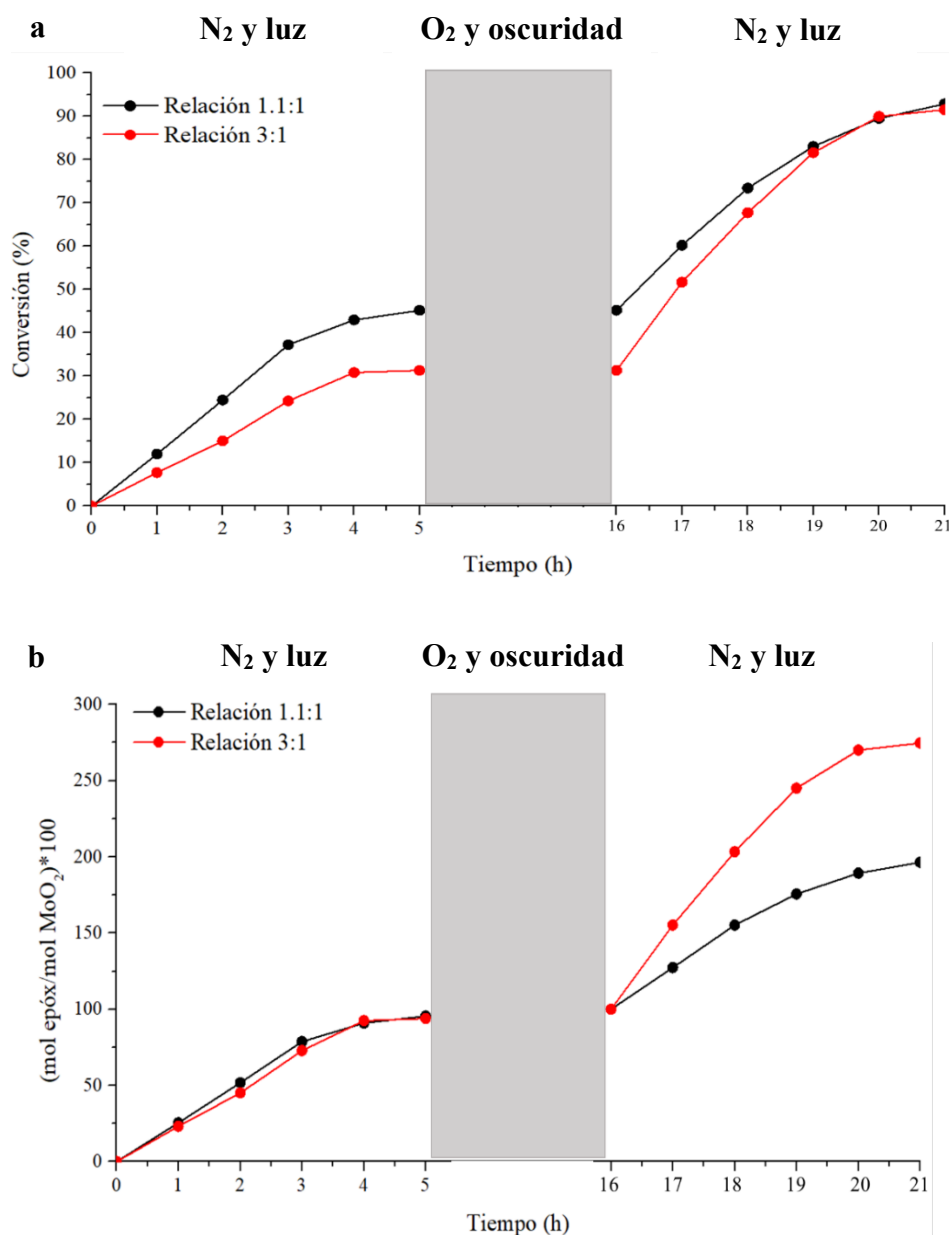 a
N₂ y luz O₂ y oscuridad N₂ y luz
Relación 1.1:1
Relación 3:1
100
90
80
70
60
50
40
30
20
10
0
Conversión (%)
0 1 2 3 4 5 16 17 18 19 20 21
Tiempo (h)
b
N₂ y luz O₂ y oscuridad N₂ y luz
Relación 1.1:1
Relación 3:1
300
250
200
150
100
50
0
(mol epóx/mol MoO₂)*100
0 1 2 3 4 5 16 17 18 19 20 21
Tiempo (h)